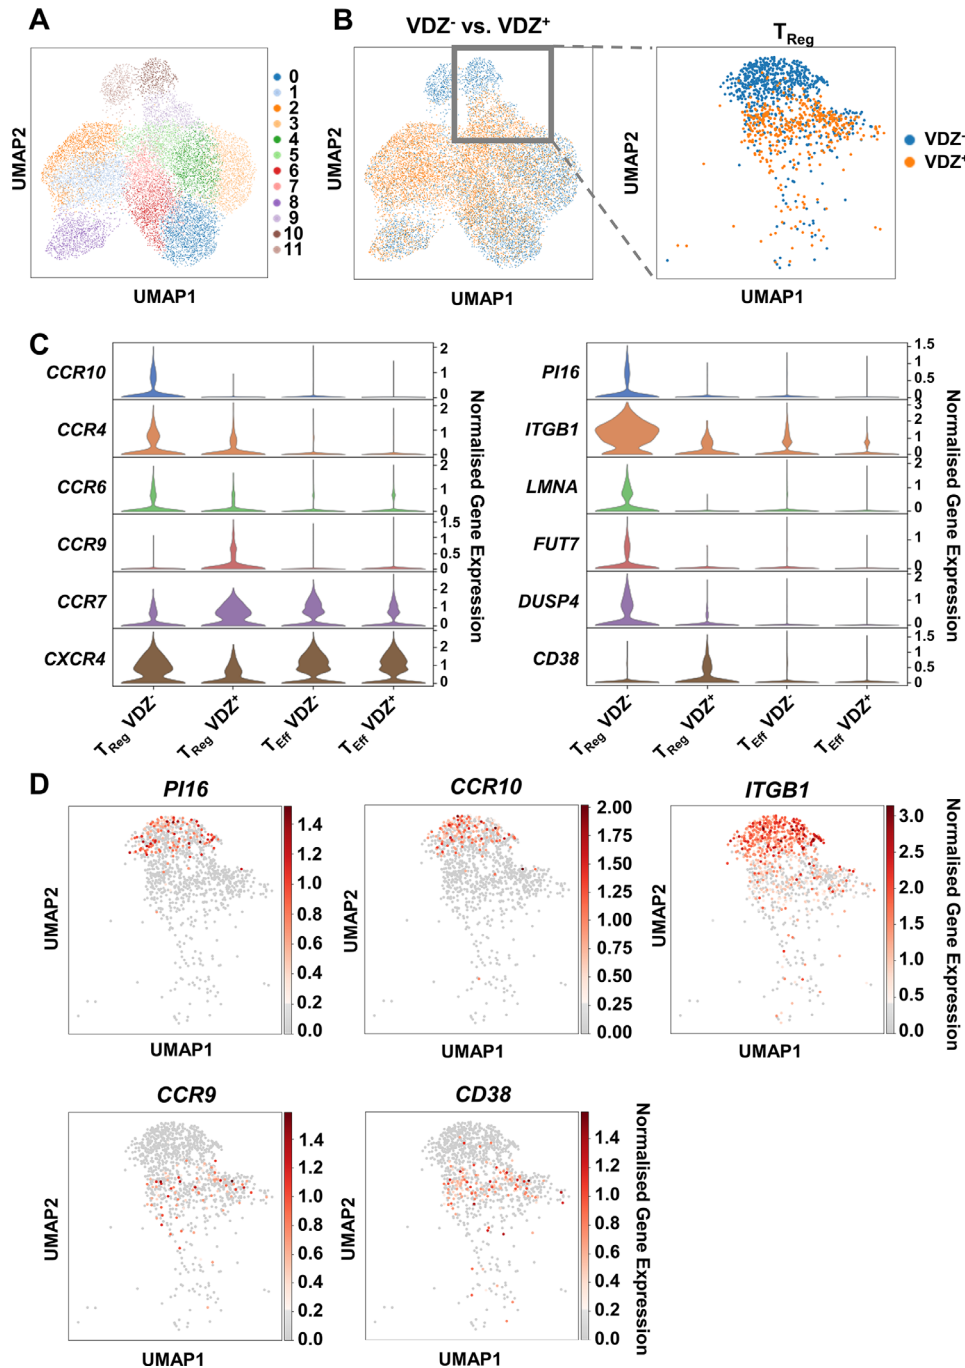 A
UMAP2
UMAP1
0
1
2
3
4
5
6
7
8
9
10
11
B
VDZ⁻ vs. VDZ⁺
UMAP2
UMAP1
T_Reg
UMAP2
UMAP1
VDZ⁻
VDZ⁺
C
CCR10
2
1
0
CCR4
2
1
0
CCR6
2
1
0
CCR9
1.5
0.5
0
CCR7
2
1
0
CXCR4
2
1
0
Normalised Gene Expression
T_Reg VDZ⁻
T_Reg VDZ⁺
T_Eff VDZ⁻
T_Eff VDZ⁺
PI16
1.5
1
0.5
0
ITGB1
3
2
1
0
LMNA
2
1
0
FUT7
1
0
DUSP4
2
1
0
CD38
1.5
1
0.5
0
Normalised Gene Expression
T_Reg VDZ⁻
T_Reg VDZ⁺
T_Eff VDZ⁻
T_Eff VDZ⁺
D
PI16
UMAP2
UMAP1
1.4
1.2
1.0
0.8
0.6
0.4
0.2
0.0
CCR10
UMAP2
UMAP1
2.00
1.75
1.50
1.25
1.00
0.75
0.50
0.25
0.00
ITGB1
UMAP2
UMAP1
3.0
2.5
2.0
1.5
1.0
0.5
0.0
Normalised Gene Expression
CCR9
UMAP2
UMAP1
1.4
1.2
1.0
0.8
0.6
0.4
0.2
0.0
CD38
UMAP2
UMAP1
1.4
1.2
1.0
0.8
0.6
0.4
0.2
0.0
Normalised Gene Expression